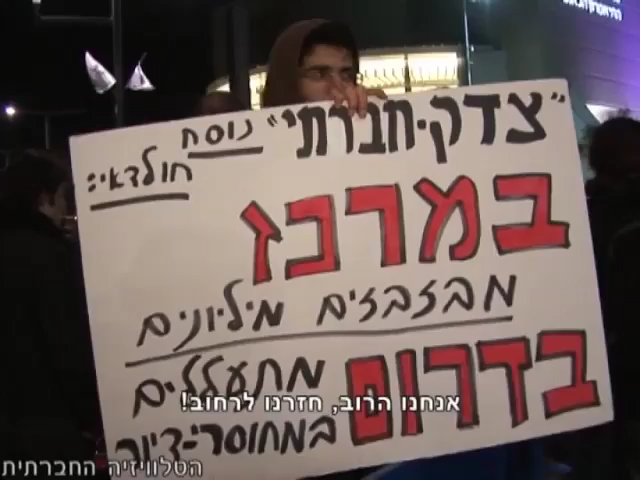 "צדק-חברתי" נוסח
חולדאי:
במרכז
מבזבזים מיליונים
בדרום מתעללים
במחוסרי-דיור
אנחנו הרוב, חזרנו לרחוב!
הטלוויזיה החברתית